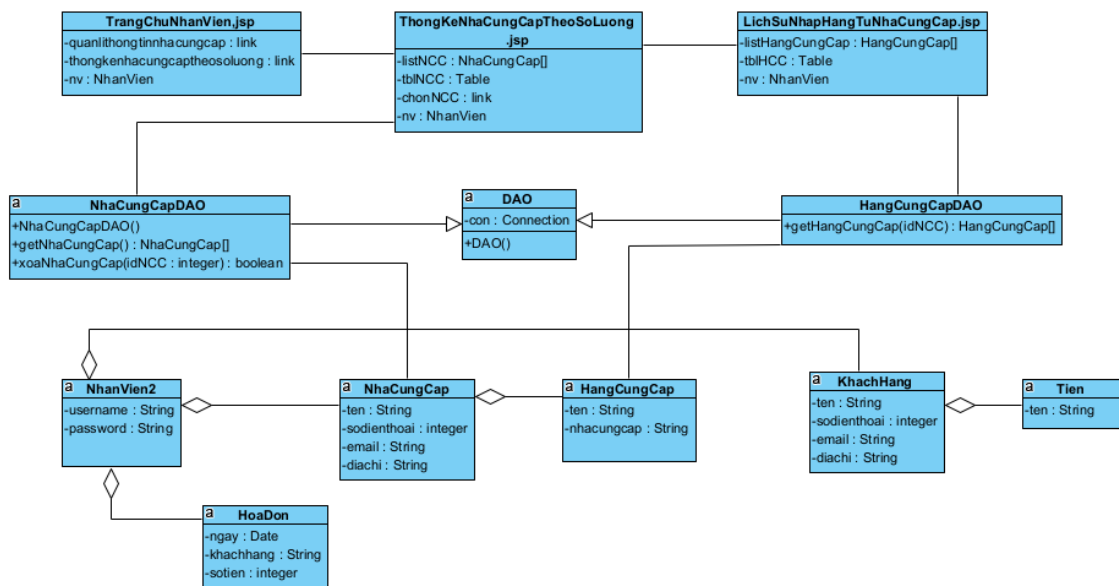 TrangChuNhanVien,jsp
-quanlithongtinnhacungcap : link
-thongkenhacungcaptheosoluong : link
-nv : NhanVien
ThongKeNhaCungCapTheoSoLuong
.jsp
-listNCC : NhaCungCap[]
-tblNCC : Table
-chonNCC : link
-nv : NhanVien
LichSuNhapHangTuNhaCungCap.jsp
-listHangCungCap : HangCungCap[]
-tblHCC : Table
-nv : NhanVien
a
NhaCungCapDAO
+NhaCungCapDAO()
+getNhaCungCap() : NhaCungCap[]
+xoaNhaCungCap(idNCC : integer) : boolean
a
DAO
-con : Connection
+DAO()
HangCungCapDAO
+getHangCungCap(idNCC) : HangCungCap[]
a
NhanVien2
-username : String
-password : String
a
NhaCungCap
-ten : String
-sodienthoai : integer
-email : String
-diachi : String
a
HangCungCap
-ten : String
-nhacungcap : String
a
KhachHang
-ten : String
-sodienthoai : integer
-email : String
-diachi : String
a
Tien
-ten : String
a
HoaDon
-ngay : Date
-khachhang : String
-sotien : integer